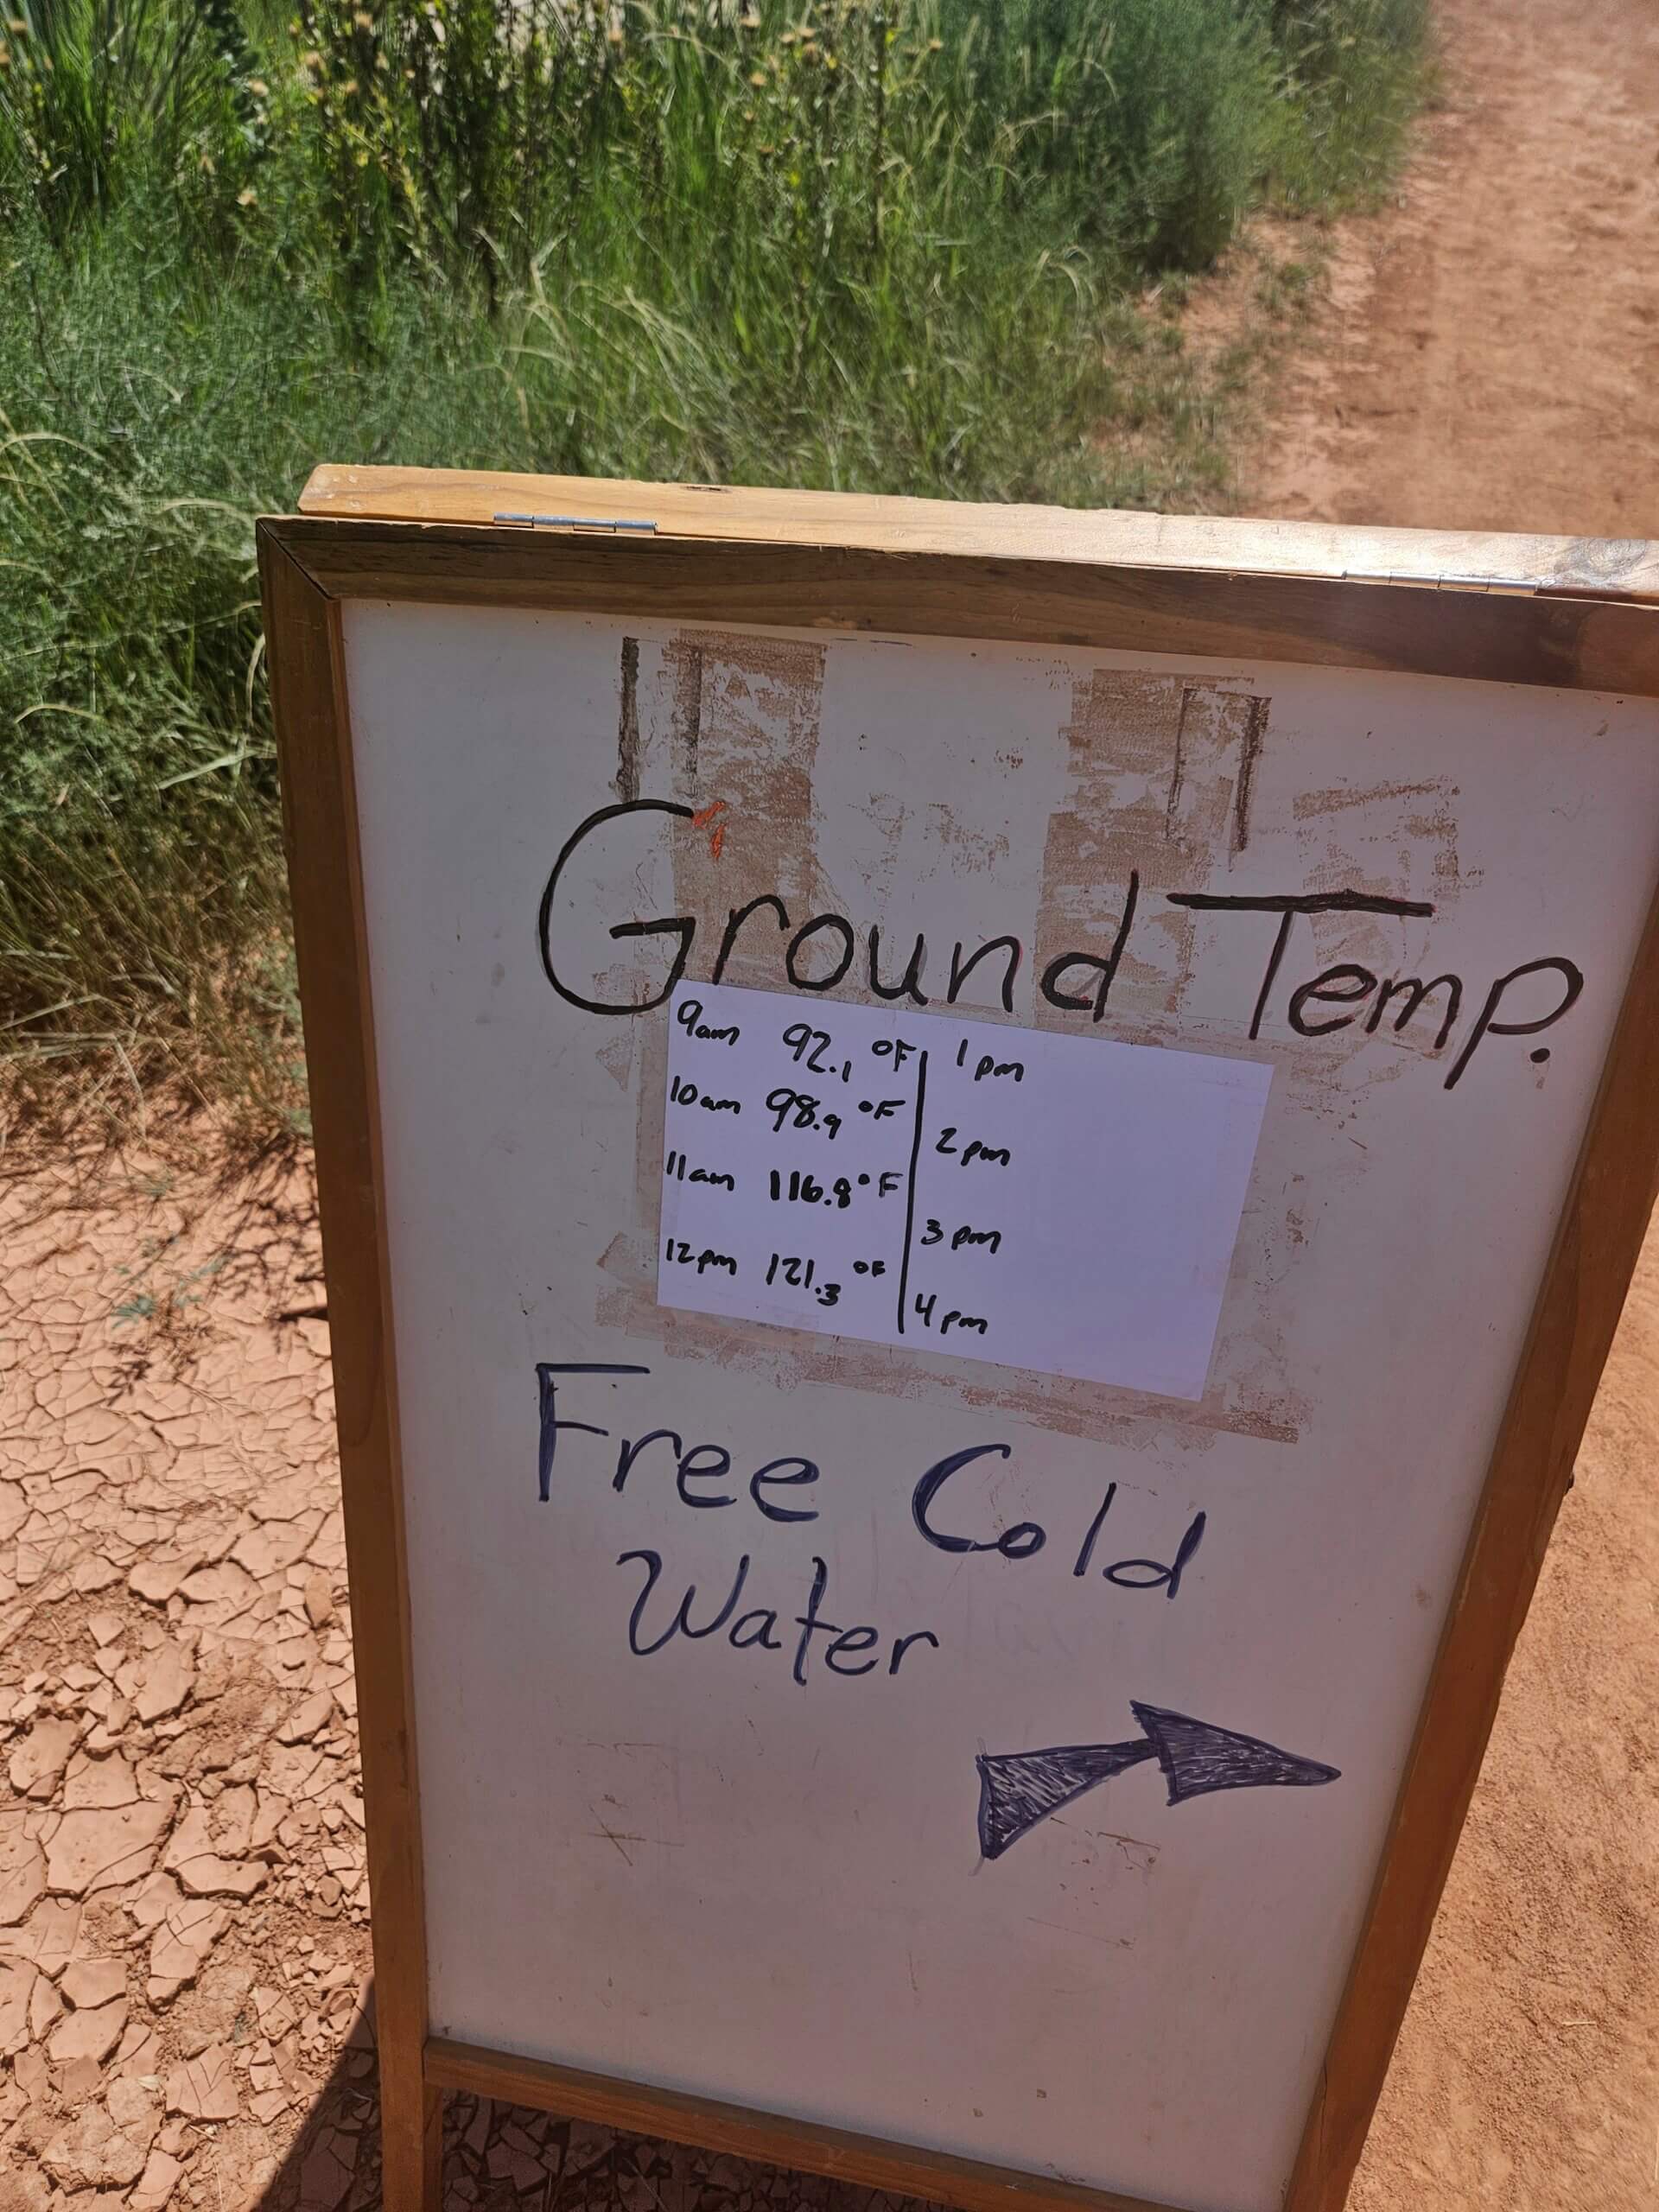 Ground Temp.
9am 92.1 °F
10am 98.9 °F
11am 116.8 °F
12pm 121.3 °F
1pm
2pm
3pm
4pm
Free Cold
Water